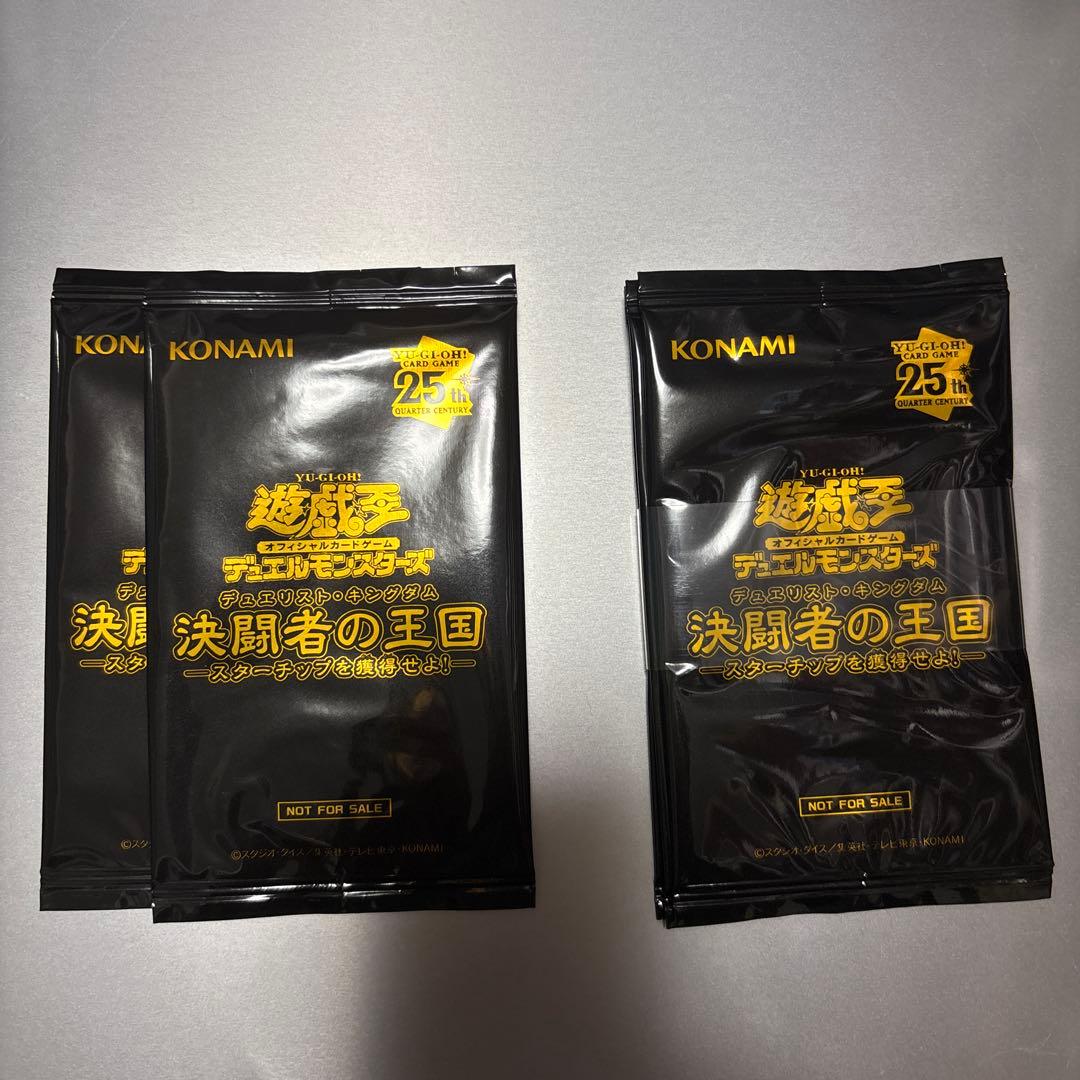 KONA
デ
決闘
スター
©ス
KONAMI
YU-GI-OH!
CARD GAME
25th
QUARTER CENTURY
YU-GI-OH!
遊戯王
オフィシャルカードゲーム
デュエルモンスターズ
デュエリスト・キングダム
決闘者の王国
―スターチップを獲得せよ!―
NOT FOR SALE
©スタジオ・ダイス/集英社・テレビ東京・KONAMI
KONAMI
YU-GI-OH!
CARD GAME
25th
QUARTER CENTURY
YU-GI-OH!
遊戯王
オフィシャルカードゲーム
デュエルモンスターズ
デュエリスト・キングダム
決闘者の王国
―スターチップを獲得せよ!―
NOT FOR SALE
©スタジオ・ダイス/集英社・テレビ東京・KONAMI